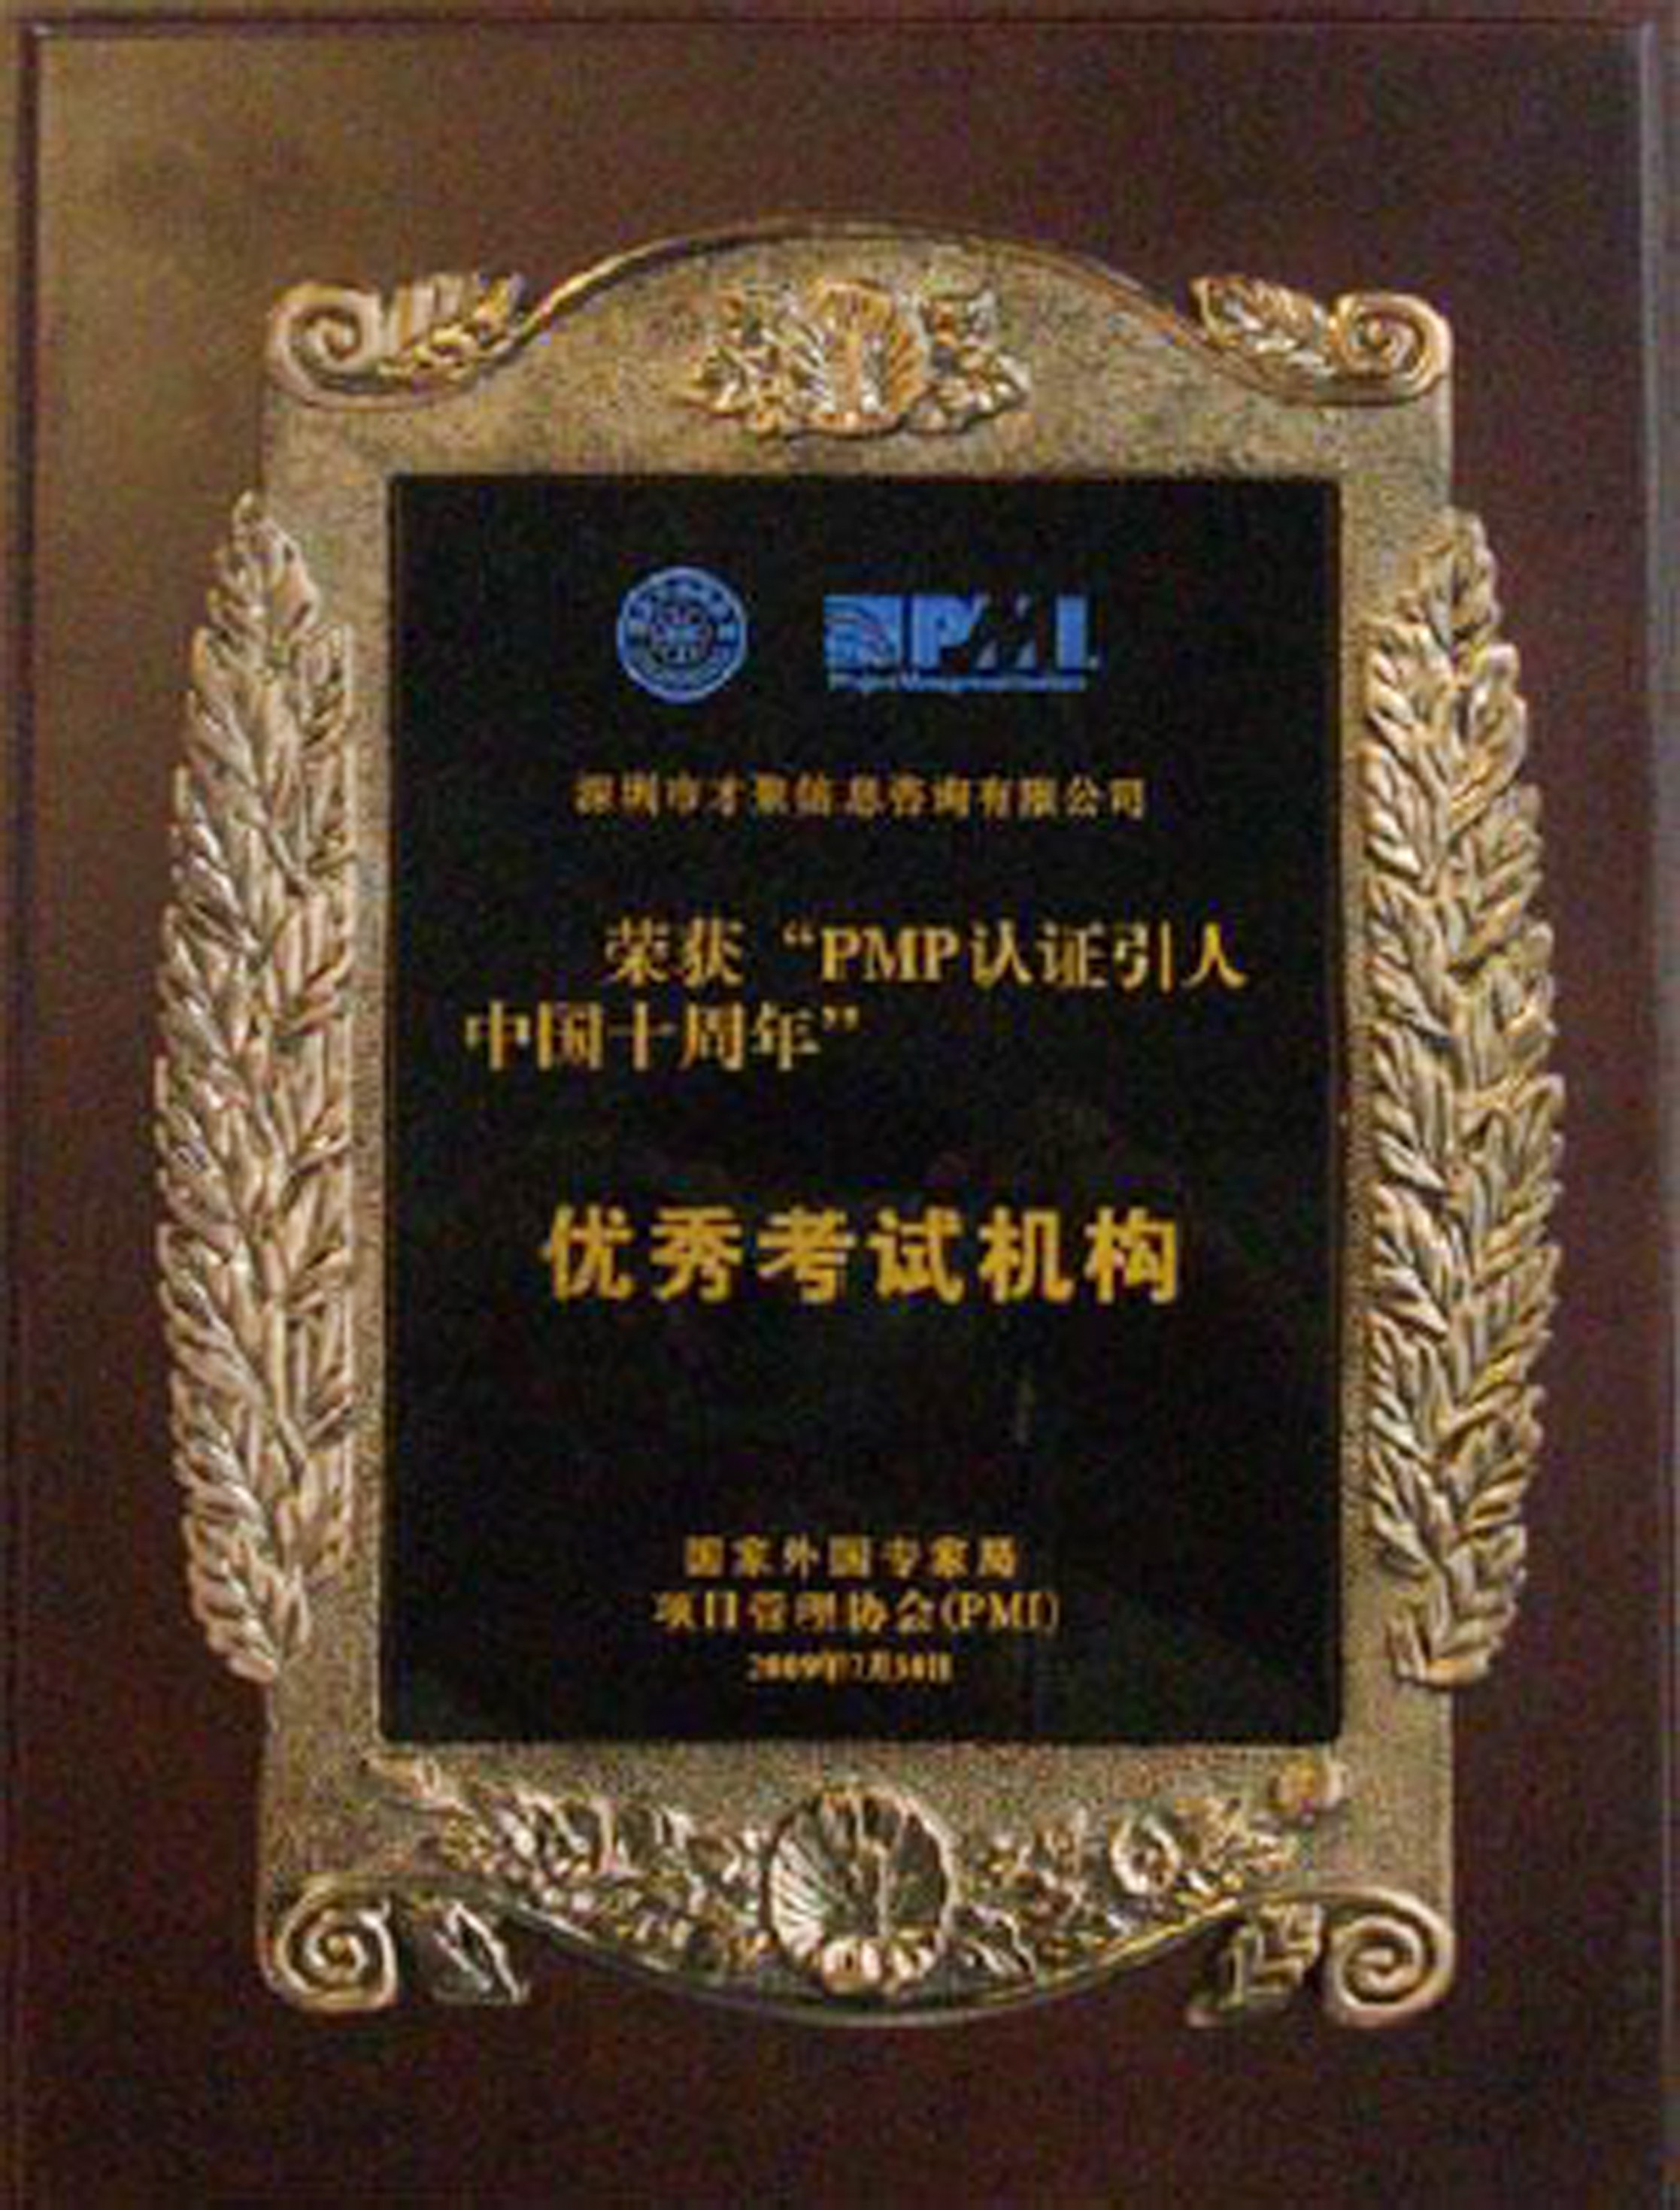 PMI
深圳市才聚信息咨询有限公司
荣获“PMP认证引入
中国十周年”
优秀考试机构
国家外国专家局
项目管理协会(PMI)